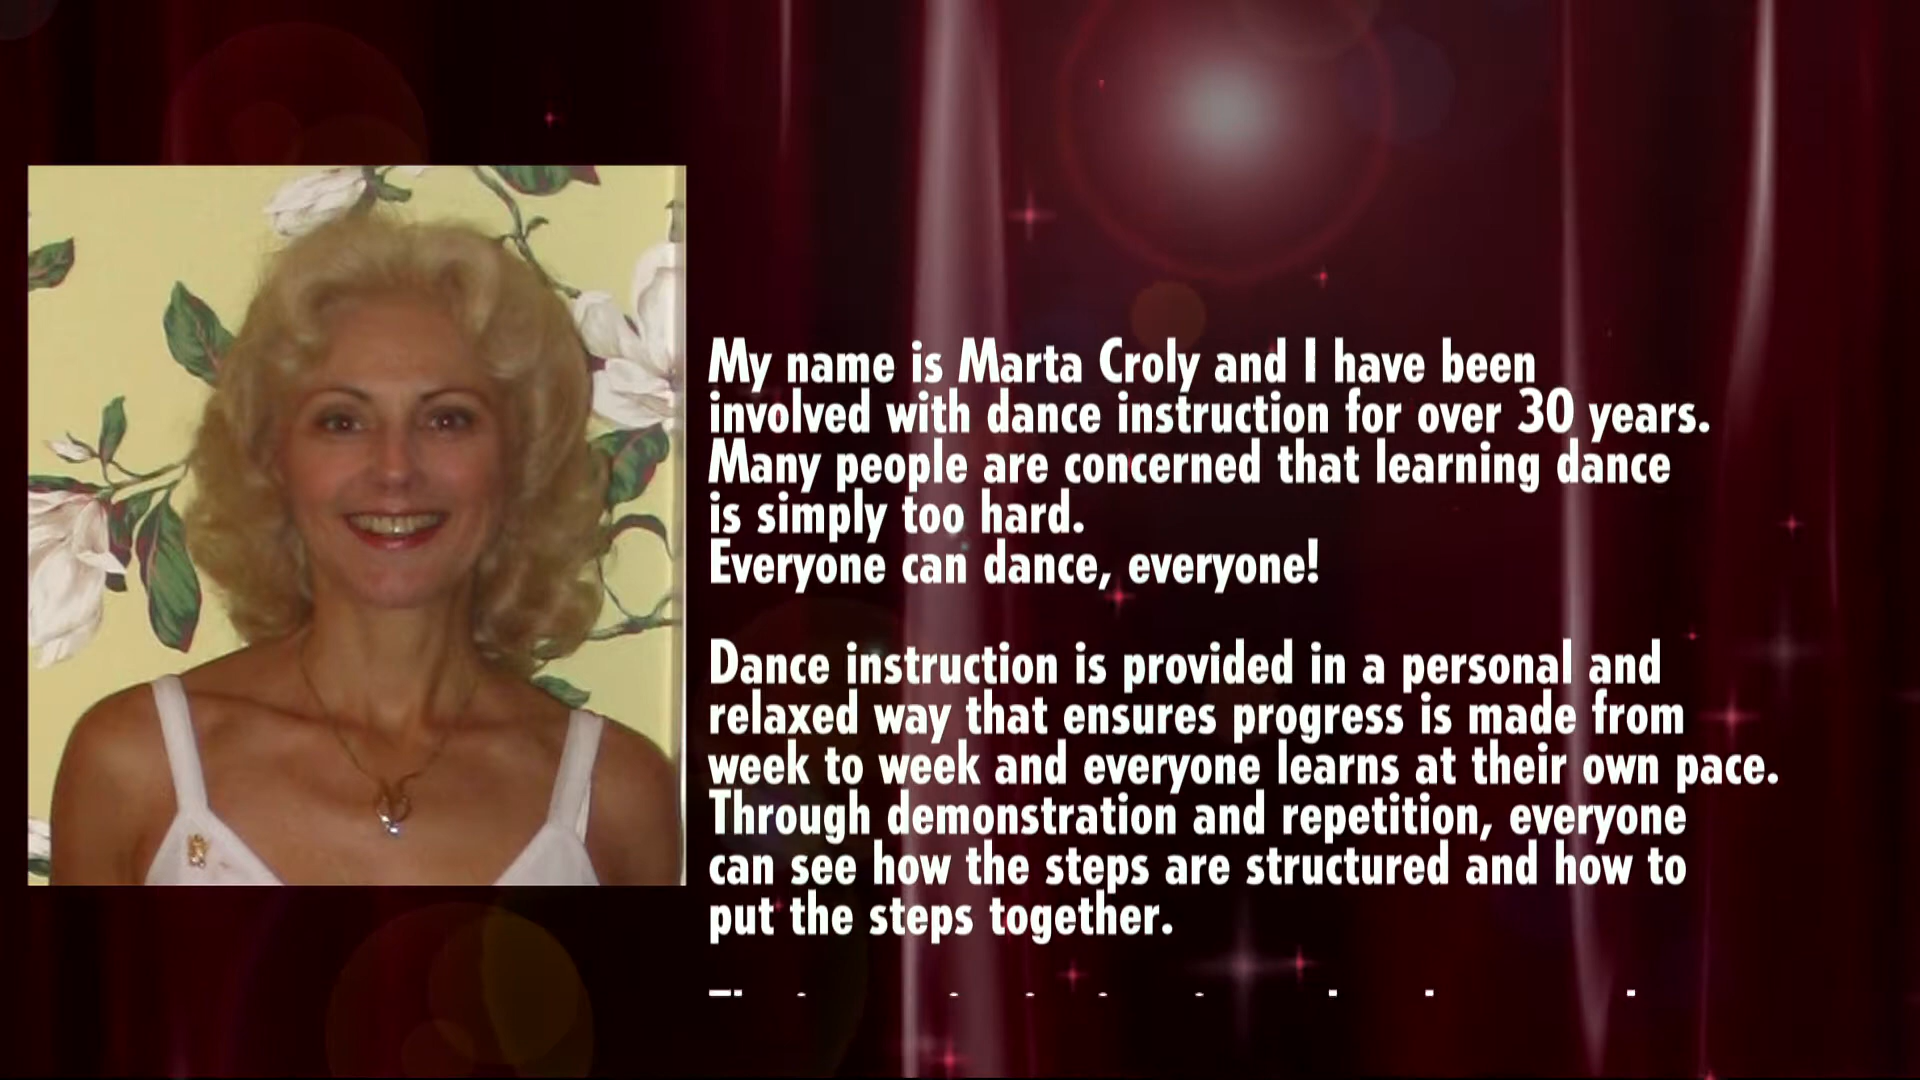 My name is Marta Croly and I have been
involved with dance instruction for over 30 years.
Many people are concerned that learning dance
is simply too hard.
Everyone can dance, everyone!
Dance instruction is provided in a personal and
relaxed way that ensures progress is made from
week to week and everyone learns at their own pace.
Through demonstration and repetition, everyone
can see how the steps are structured and how to
put the steps together.